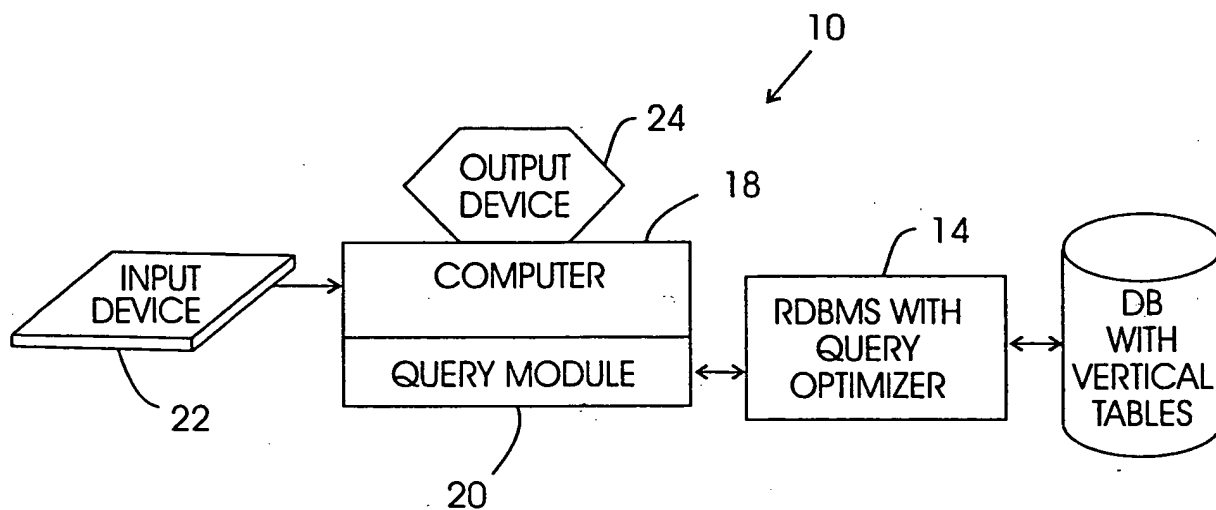 10
24
OUTPUT
DEVICE
18
14
INPUT
DEVICE
COMPUTER
RDBMS WITH
QUERY
OPTIMIZER
DB
WITH
VERTICAL
TABLES
QUERY MODULE
22
20